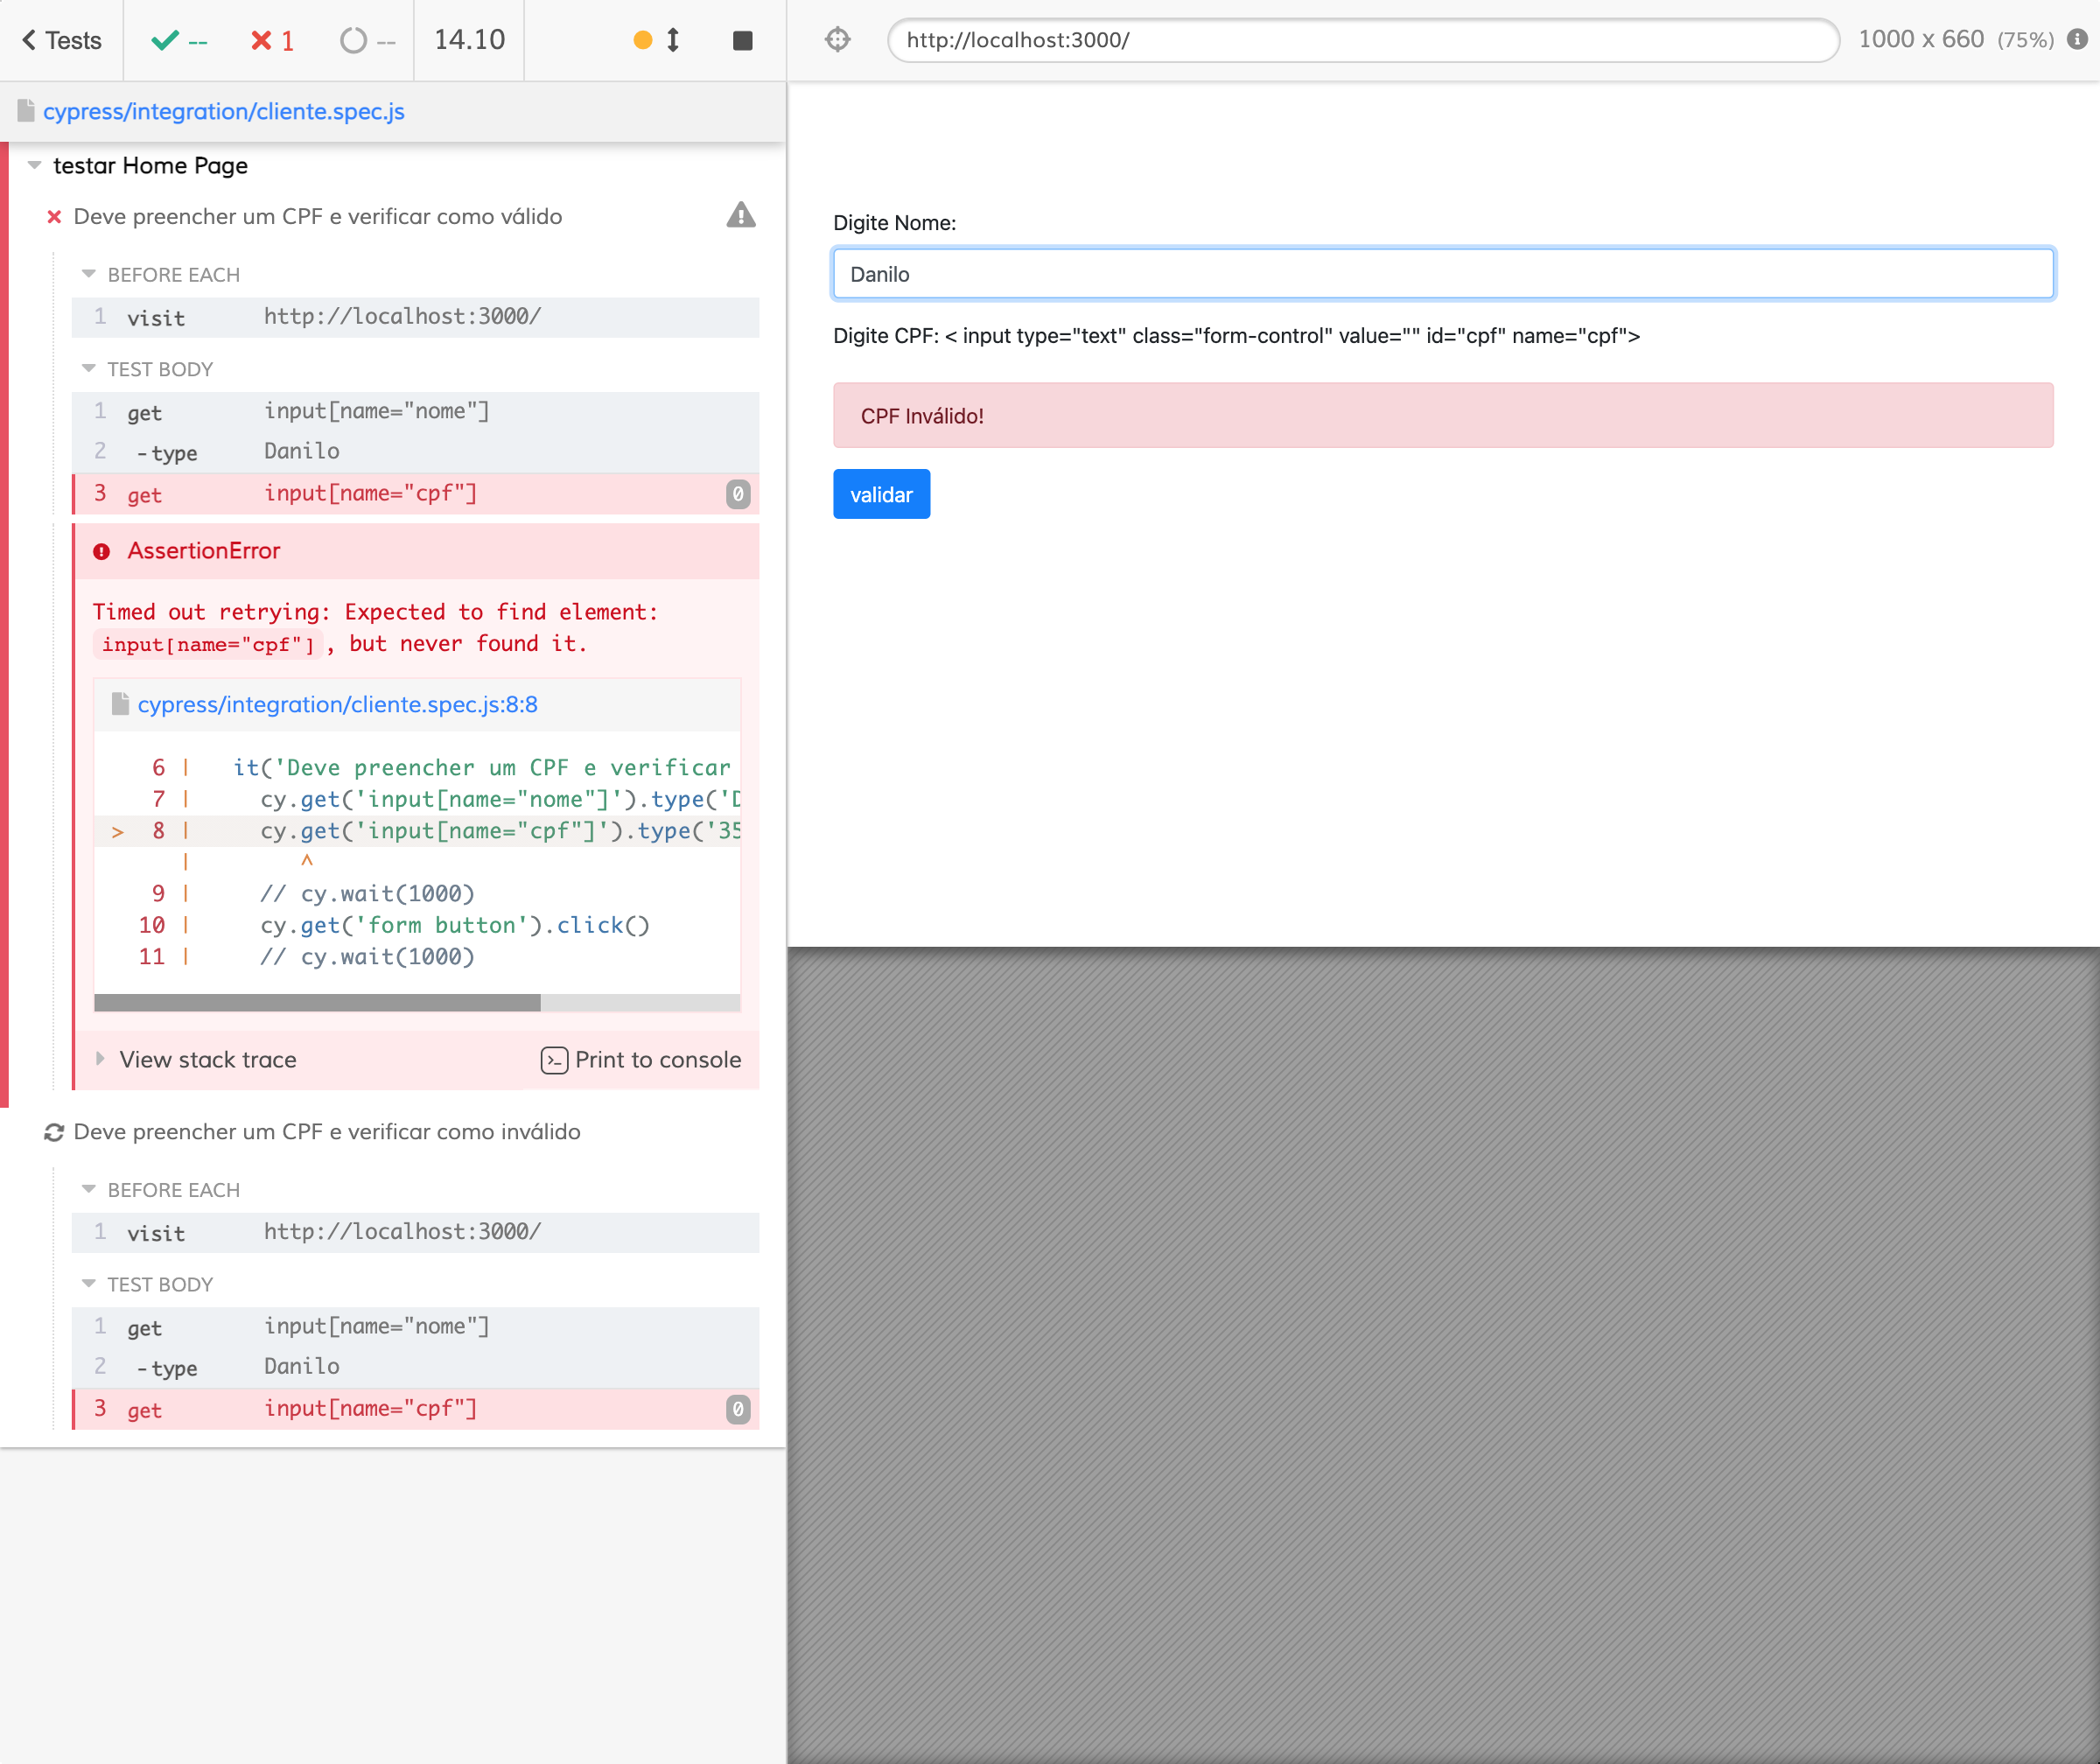 Tests
--
1
--
14.10
http://localhost:3000/
1000 x 660 (75%)
cypress/integration/cliente.spec.js
testar Home Page
Deve preencher um CPF e verificar como válido
BEFORE EACH
1 visit http://localhost:3000/
TEST BODY
1 get input[name="nome"]
2 -type Danilo
3 get input[name="cpf"] 0
AssertionError
Timed out retrying: Expected to find element:
input[name="cpf"], but never found it.
cypress/integration/cliente.spec.js:8:8
6 | it('Deve preencher um CPF e verificar
7 | cy.get('input[name="nome"]').type('D
> 8 | cy.get('input[name="cpf"]').type('35
| ^
9 | // cy.wait(1000)
10 | cy.get('form button').click()
11 | // cy.wait(1000)
View stack trace
Print to console
Deve preencher um CPF e verificar como inválido
BEFORE EACH
1 visit http://localhost:3000/
TEST BODY
1 get input[name="nome"]
2 -type Danilo
3 get input[name="cpf"] 0
Digite Nome:
Danilo
Digite CPF: < input type="text" class="form-control" value="" id="cpf" name="cpf">
CPF Inválido!
validar